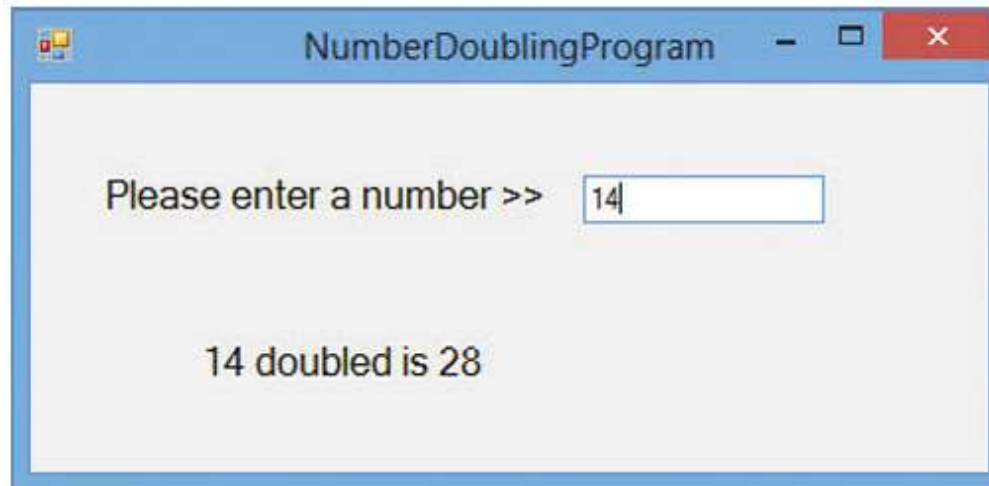 NumberDoublingProgram
Please enter a number >> 14
14 doubled is 28